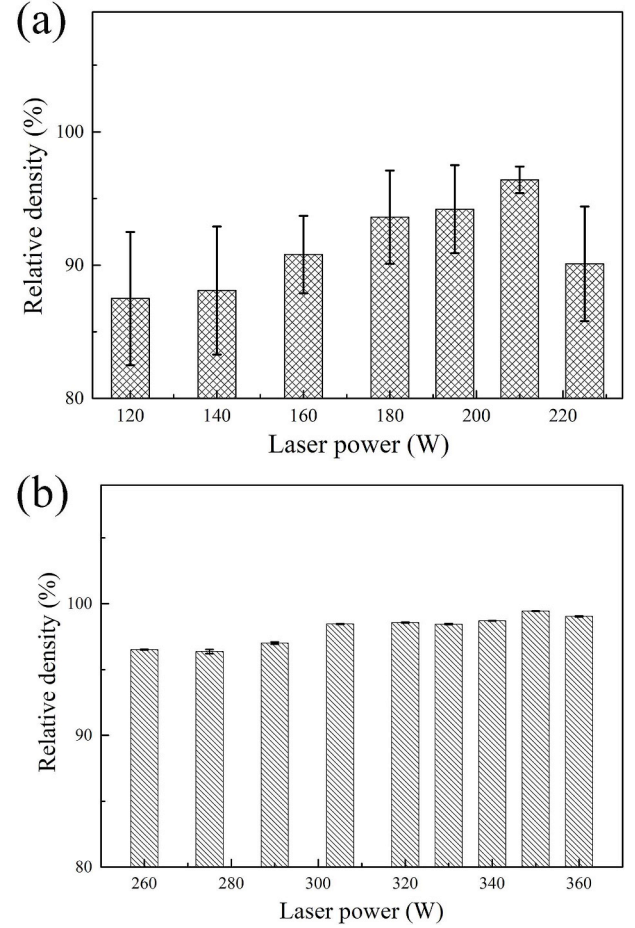 (a)
Relative density (%)
100
90
80
120 140 160 180 200 220
Laser power (W)
(b)
Relative density (%)
100
90
80
260 280 300 320 340 360
Laser power (W)